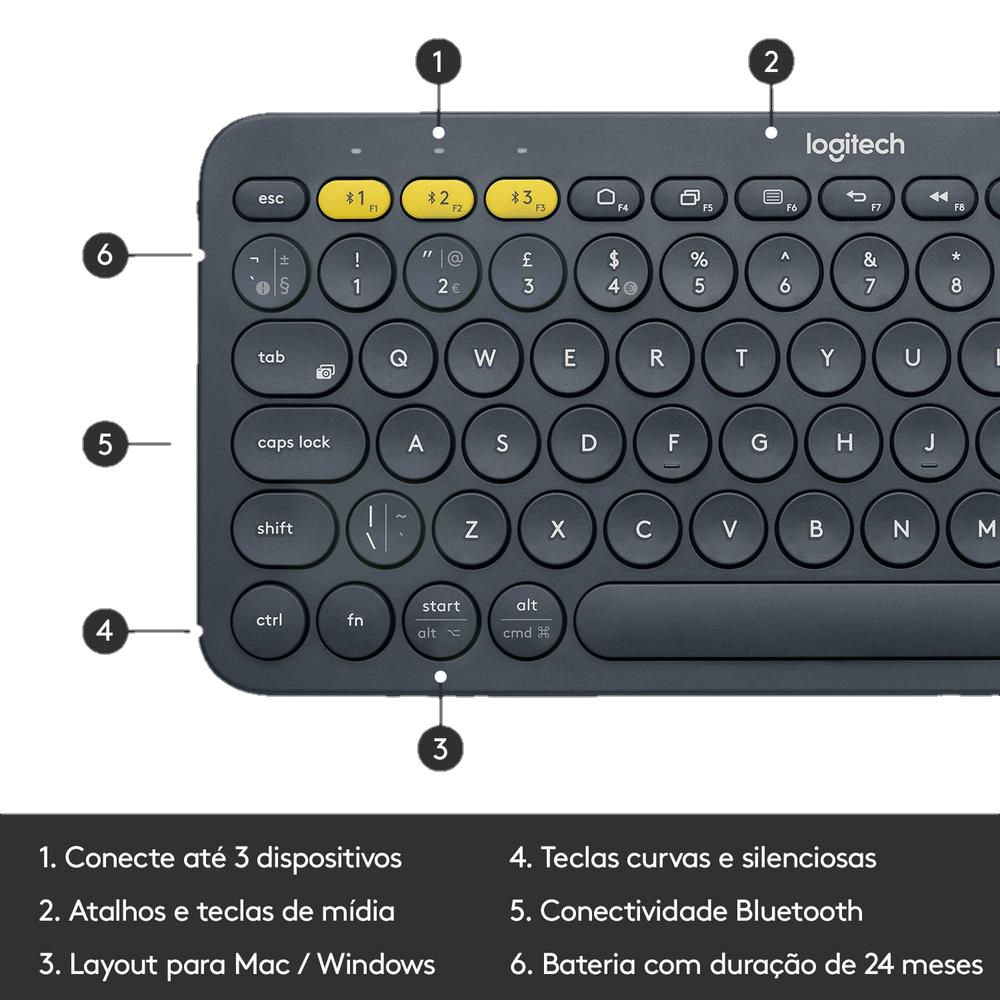 1 2
logitech
esc 1 F1 2 F2 3 F3 F4 F5 F6 F7 F8
6
¬ ± ! " @ £ $ % ^ & *
` § 1 2 € 3 4 5 6 7 8
tab Q W E R T Y U
5
caps lock A S D F G H J
shift | ~ Z X C V B N M
\ `
4
ctrl fn start alt
alt ⌥ cmd ⌘
3
1. Conecte até 3 dispositivos
2. Atalhos e teclas de mídia
3. Layout para Mac / Windows
4. Teclas curvas e silenciosas
5. Conectividade Bluetooth
6. Bateria com duração de 24 meses